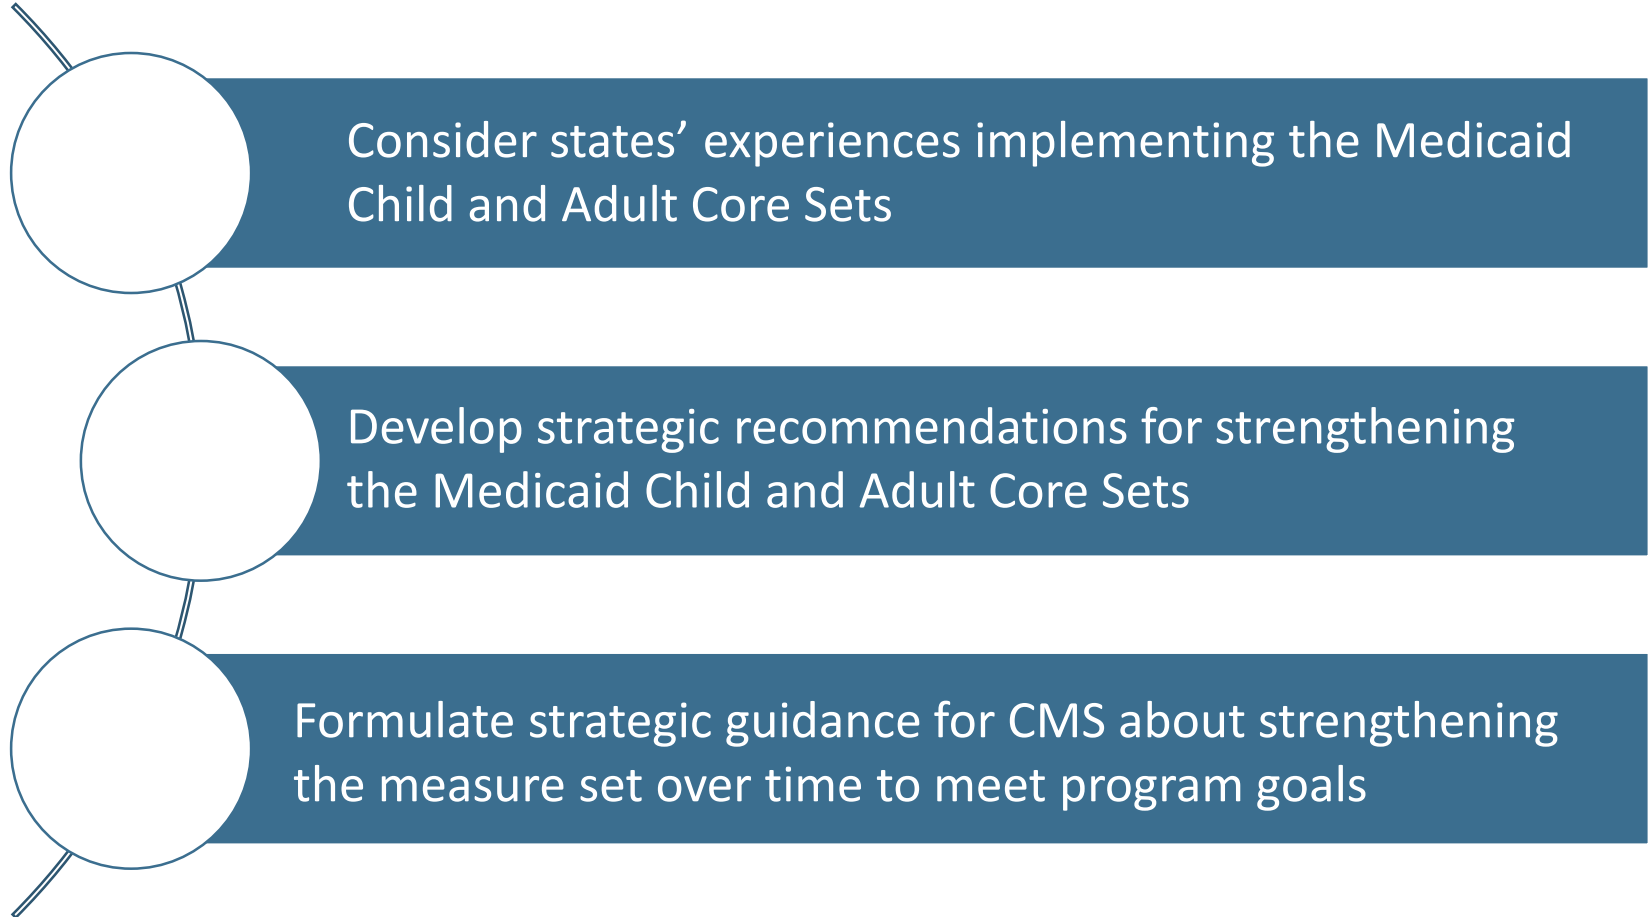 Consider states’ experiences implementing the Medicaid
Child and Adult Core Sets
Develop strategic recommendations for strengthening
the Medicaid Child and Adult Core Sets
Formulate strategic guidance for CMS about strengthening
the measure set over time to meet program goals